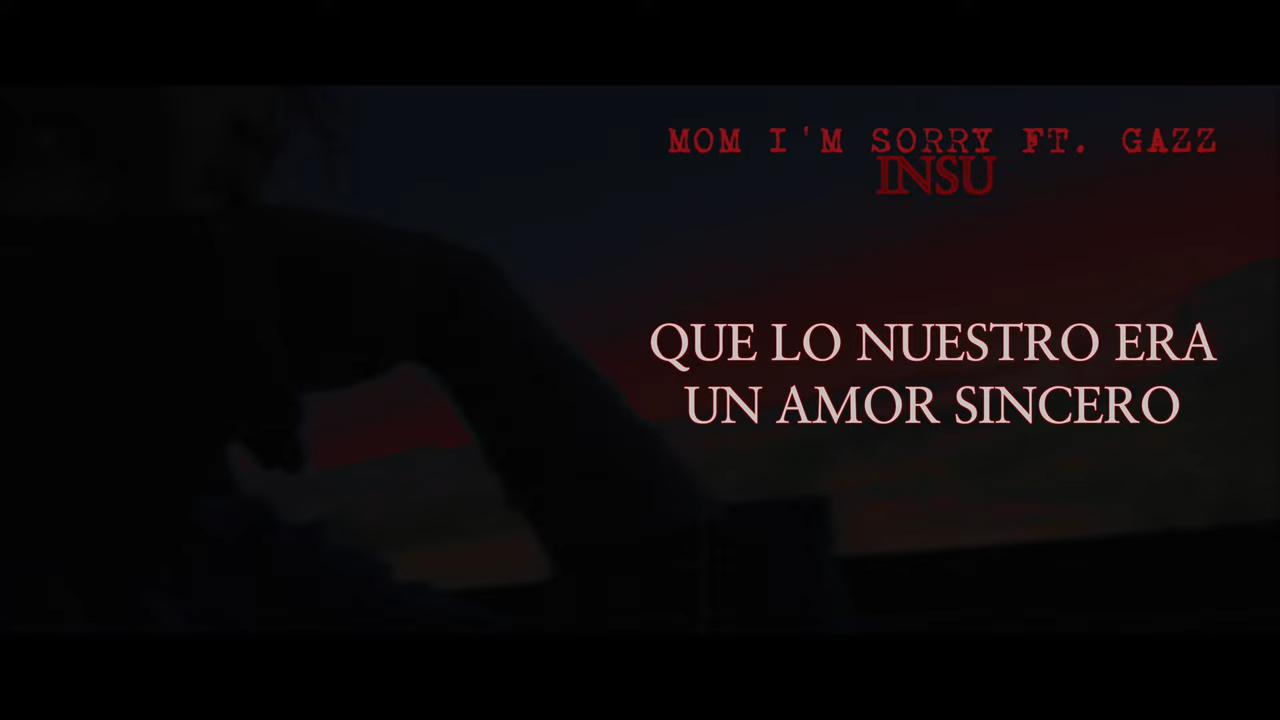 MOM I'M SORRY FT. GAZZ
INSU
QUE LO NUESTRO ERA
UN AMOR SINCERO